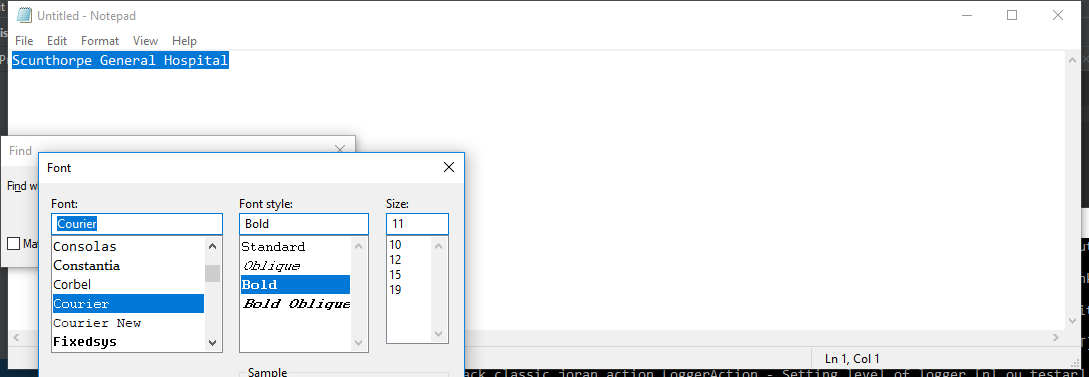 Untitled - Notepad
File Edit Format View Help
Scunthorpe General Hospital
Find
Find w
Ma
Font
Font: Font style: Size:
Courier Bold 11
Consolas Standard 10
Constantia Oblique 12
Corbel Bold 15
Courier Bold Oblique 19
Courier New
Fixedsys
Sample
Ln 1, Col 1
ack classic joran action LoggerAction - Setting level of logger